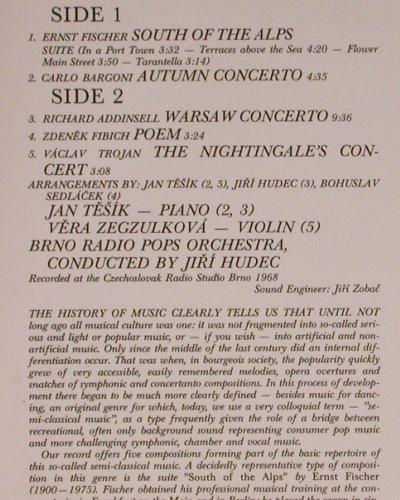 SIDE 1
1. ERNST FISCHER SOUTH OF THE ALPS
SUITE (In a Port Town 3:32 — Terraces above the Sea 4:20 — Flower
Main Street 3:50 — Tarantella 3:14)
2. CARLO BARGONI AUTUMN CONCERTO 4:35
SIDE 2
3. RICHARD ADDINSELL WARSAW CONCERTO 9:36
4. ZDENĚK FIBICH POEM 3:24
5. VÁCLAV TROJAN THE NIGHTINGALE'S CON-
CERT 3:08
ARRANGEMENTS BY: JAN TĚŠÍK (2, 5), JIŘÍ HUDEC (3), BOHUSLAV
SEDLÁČEK (4)
JAN TĚŠÍK — PIANO (2, 3)
VĚRA ZEGZULKOVÁ — VIOLIN (5)
BRNO RADIO POPS ORCHESTRA,
CONDUCTED BY JIŘÍ HUDEC
Recorded at the Czechoslovak Radio Studio Brno 1968
Sound Engineer: Jiří Zobač
THE HISTORY OF MUSIC CLEARLY TELLS US THAT UNTIL NOT
long ago all musical culture was one: it was not fragmented into so-called seri-
ous and light or popular music, or — if you wish — into artificial and non-
artificial music. Only since the middle of the last century did an internal dif-
ferentiation occur. That was when, in bourgeois society, the popularity quickly
grew of very accessible, easily remembered melodies, opera overtures and
snatches of symphonic and concertanto compositions. In this process of develop-
ment there began to be much more clearly defined — besides music for danc-
ing, an original genre for which, today, we use a very colloquial term — "se-
mi-classical music", as a type frequently given the role of a bridge between
recreational, often only background sound representing consumer pop music
and more challenging symphonic, chamber and vocal music.
Our record offers five compositions forming part of the basic repertoire of
this so-called semi-classical music. A decidedly representative type of composi-
tion in this genre is the suite "South of the Alps" by Ernst Fischer
(1900—1975). Fischer obtained his professional musical training at the con-